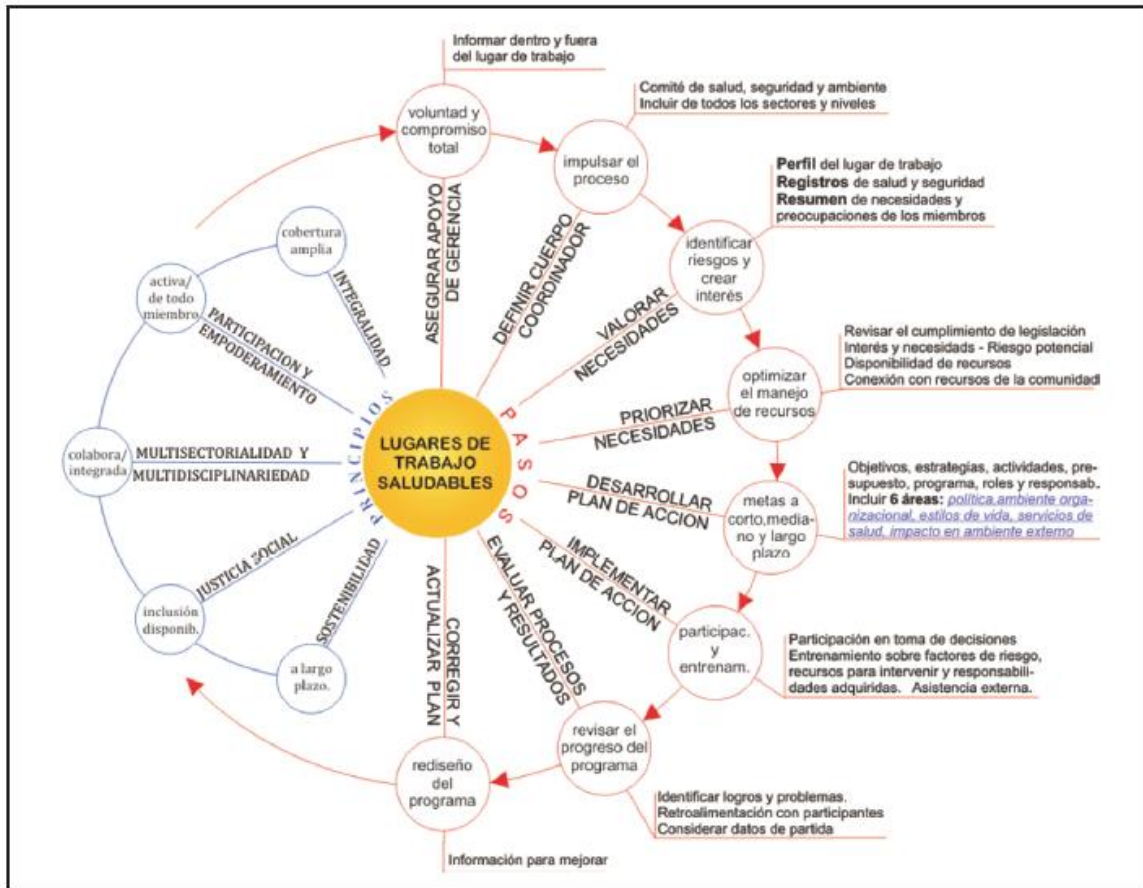 Informar dentro y fuera
del lugar de trabajo
voluntad y
compromiso
total
ASEGURAR APOYO
DE GERENCIA
Comité de salud, seguridad y ambiente
Incluir de todos los sectores y niveles
impulsar el
proceso
DEFINIR CUERPO
COORDINADOR
Perfil del lugar de trabajo
Registros de salud y seguridad
Resumen de necesidades y
preocupaciones de los miembros
identificar
riesgos y
crear
interés
VALORAR
NECESIDADES
Revisar el cumplimiento de legislación
Interés y necesidads - Riesgo potencial
Disponibilidad de recursos
Conexión con recursos de la comunidad
optimizar
el manejo
de recursos
PRIORIZAR
NECESIDADES
Objetivos, estrategias, actividades, pre-
supuesto, programa, roles y responsab.
Incluir 6 áreas: política,ambiente orga-
nizacional, estilos de vida, servicios de
salud, impacto en ambiente externo
metas a
corto,media-
no y largo
plazo
DESARROLLAR
PLAN DE ACCION
Participación en toma de decisiones
Entrenamiento sobre factores de riesgo,
recursos para intervenir y responsabili-
dades adquiridas. Asistencia externa.
participac.
y
entrenam.
IMPLEMENTAR
PLAN DE ACCION
revisar el
progreso del
programa
EVALUAR PROCESOS
Y RESULTADOS
Identificar logros y problemas.
Retroalimentación con participantes
Considerar datos de partida
rediseño
del
programa
CORREGIR Y
ACTUALIZAR PLAN
Información para mejorar
LUGARES DE
TRABAJO
SALUDABLES
PASOS
PRINCIPIOS
cobertura
amplia
INTEGRALIDAD
activa/
de todo
miembro
PARTICIPACION Y
EMPODERAMIENTO
colabora/
integrada
MULTISECTORIALIDAD Y
MULTIDISCIPLINARIEDAD
inclusión
disponib.
JUSTICIA SOCIAL
a largo
plazo.
SOSTENIBILIDAD